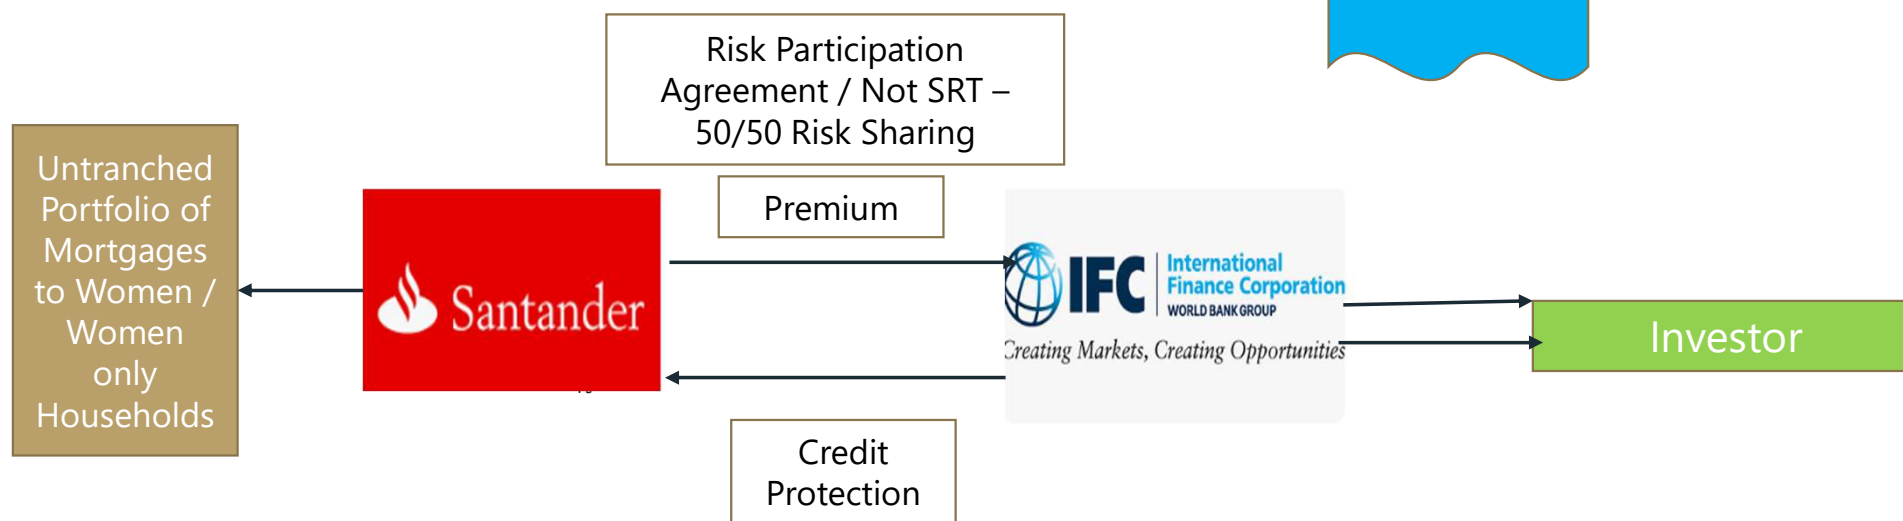 Risk Participation
Agreement / Not SRT –
50/50 Risk Sharing
Untranched
Portfolio of
Mortgages
to Women /
Women
only
Households
Premium
Santander
IFC
International
Finance Corporation
WORLD BANK GROUP
Creating Markets, Creating Opportunities
Investor
Credit
Protection